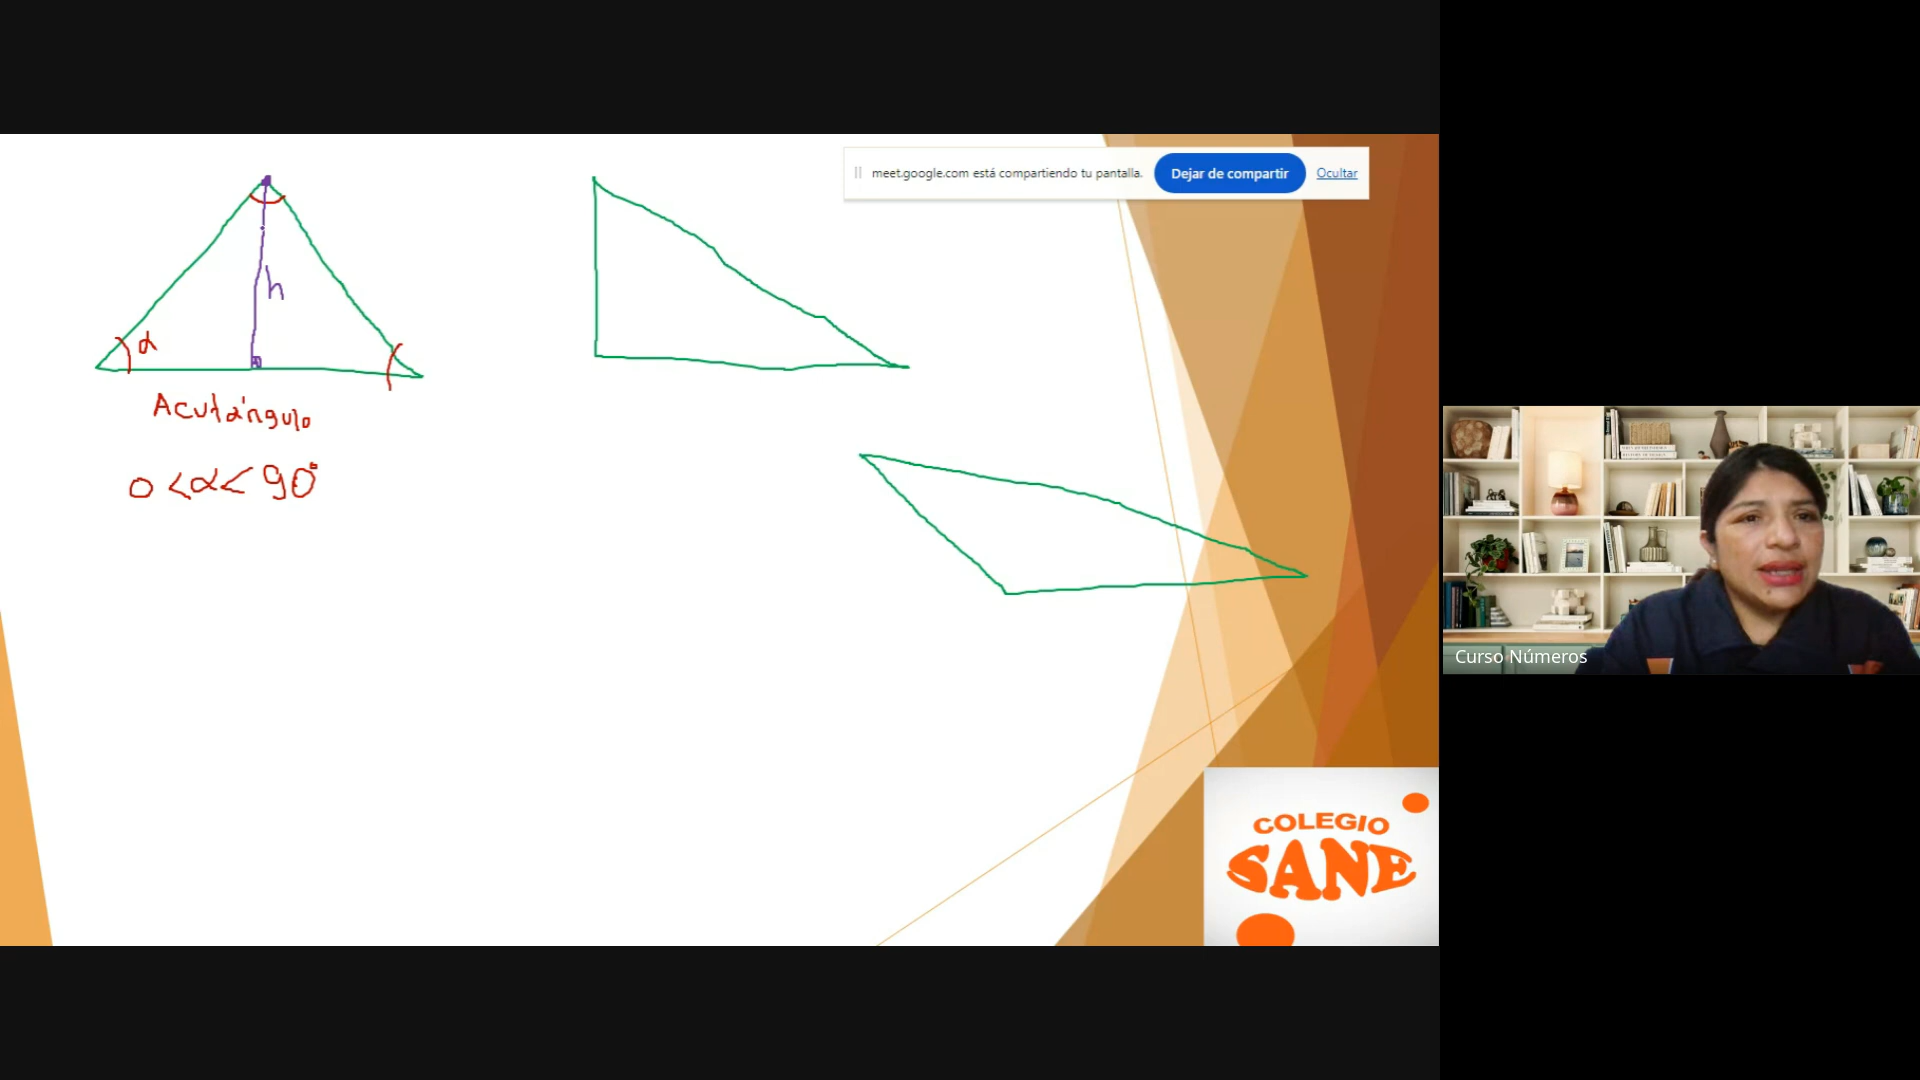 meet.google.com está compartiendo tu pantalla. Dejar de compartir Ocultar
h
α
Acutángulo
0 < α < 90°
COLEGIO
SANE
Curso Números